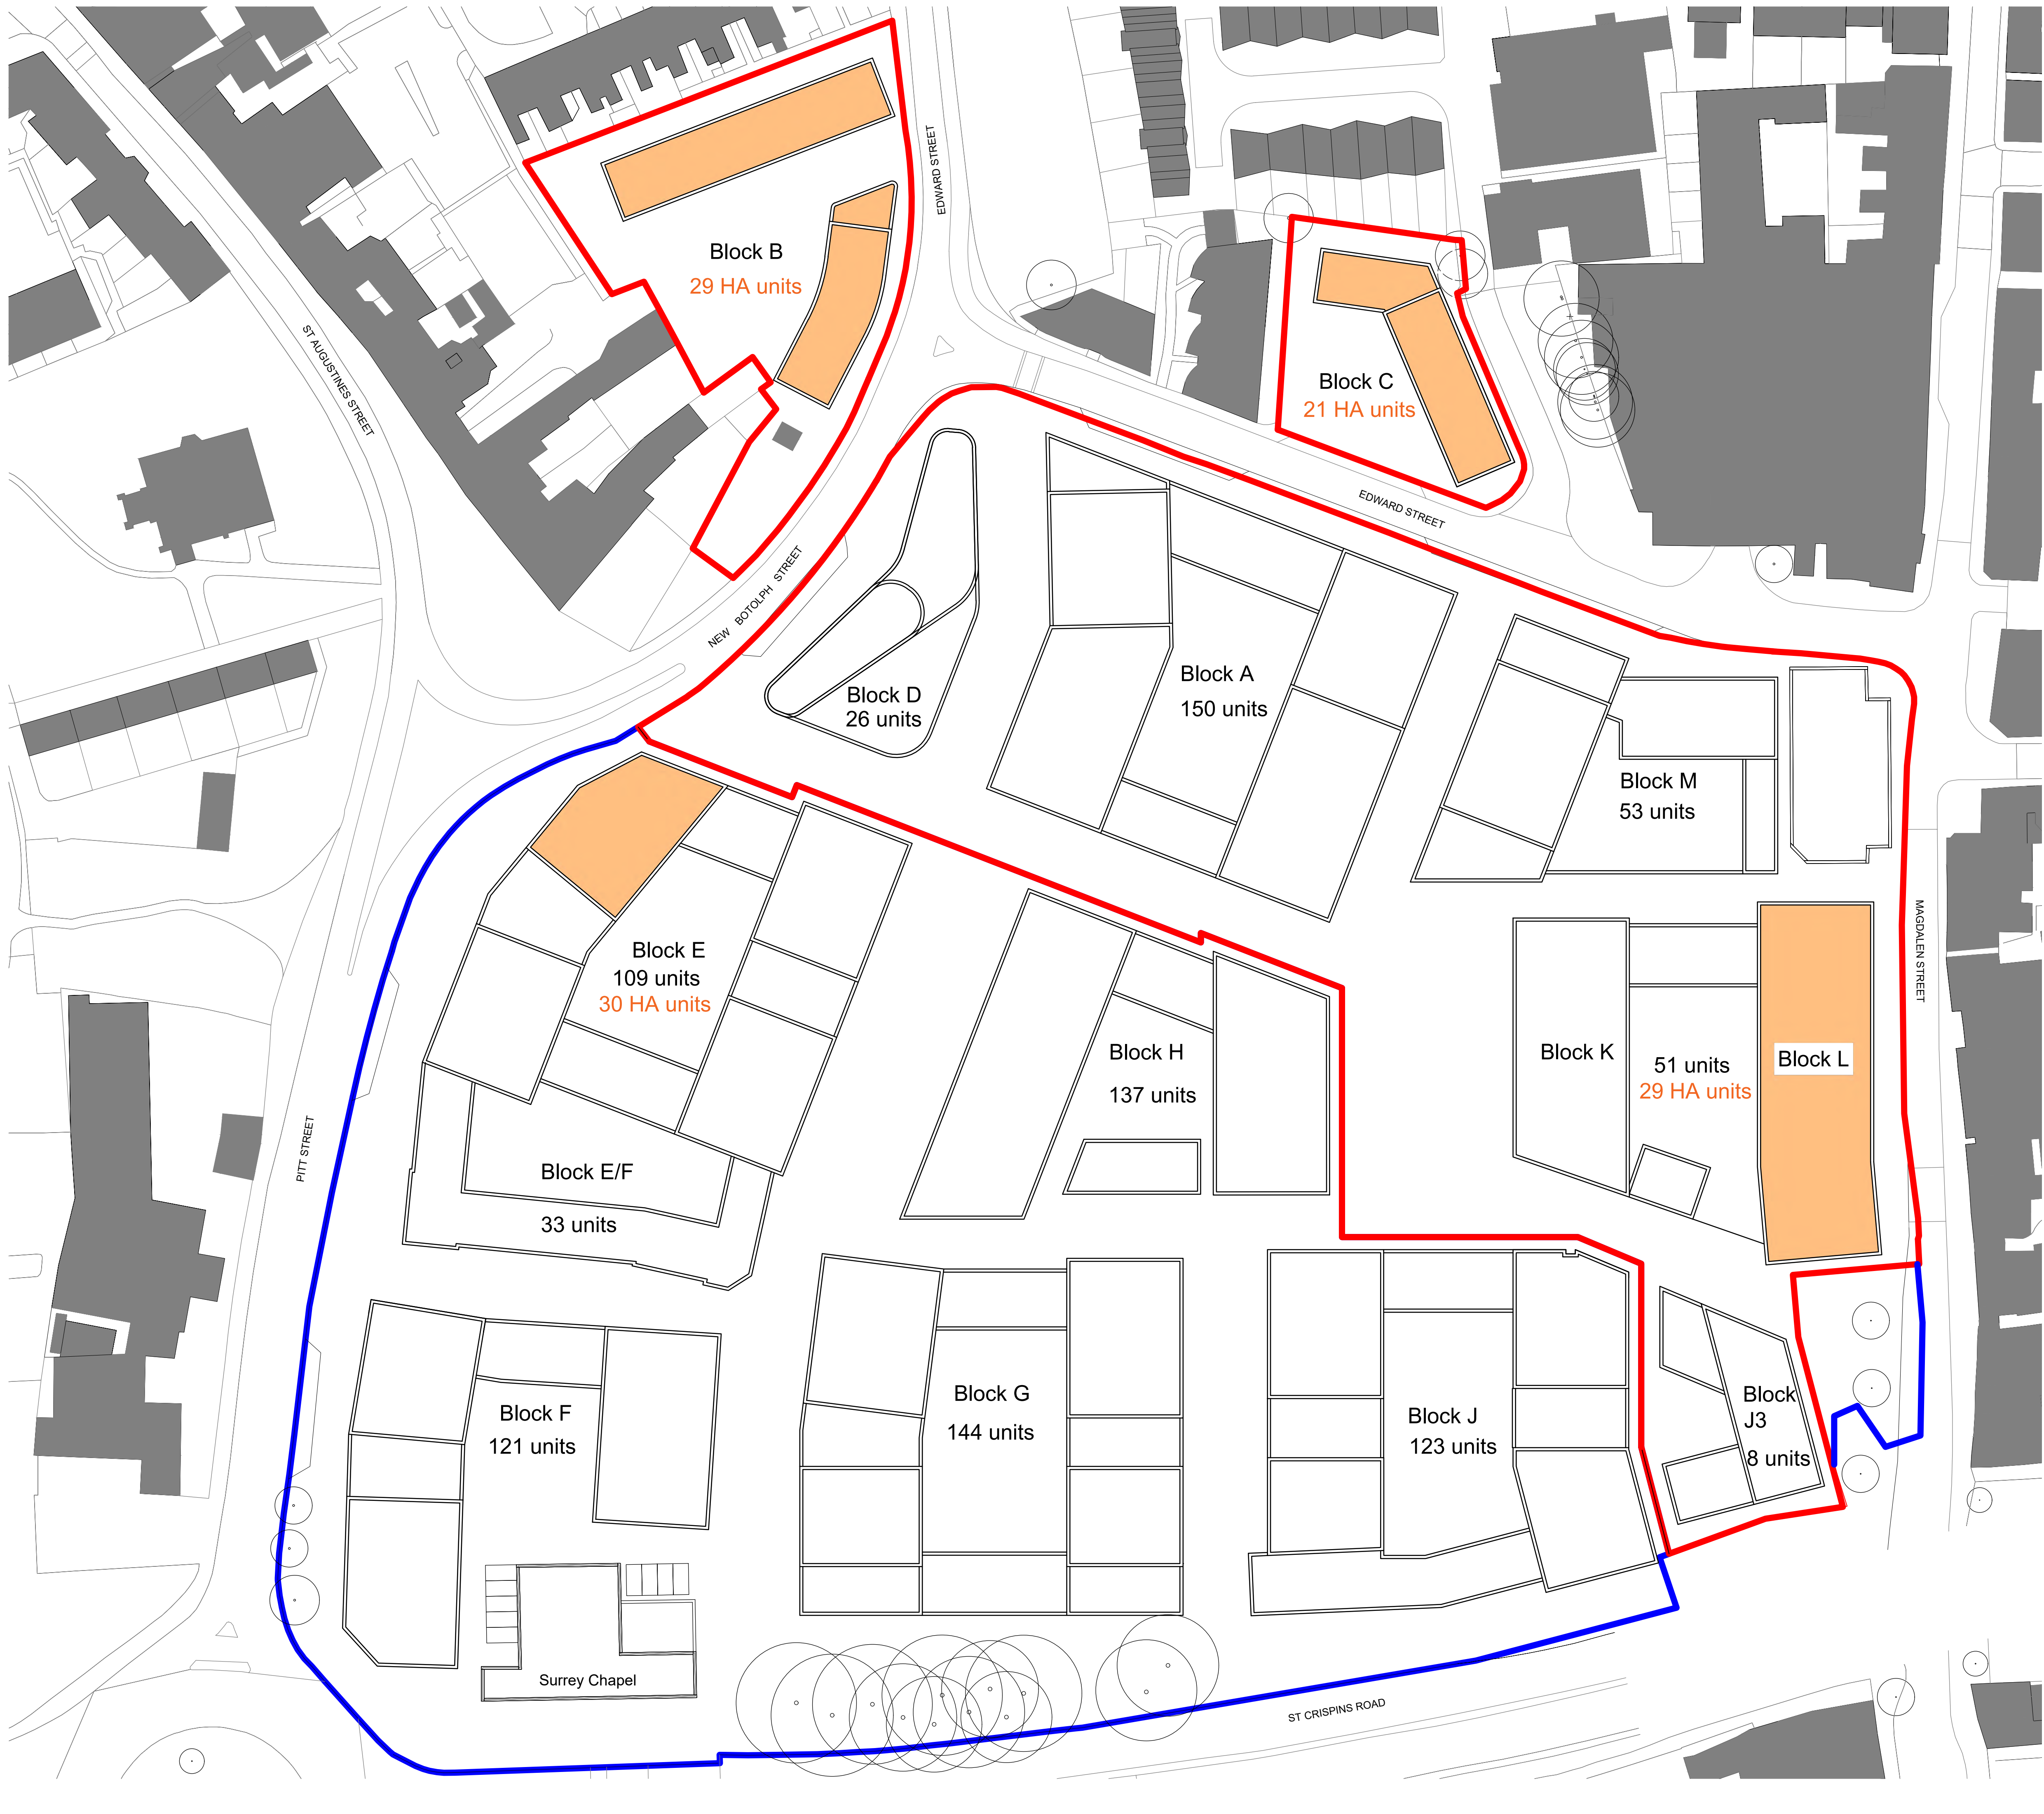 EDWARD STREET
Block B
29 HA units
ST AUGUSTINES STREET
Block C
21 HA units
EDWARD STREET
NEW BOTOLPH STREET
Block D
26 units
Block A
150 units
Block M
53 units
MAGDALEN STREET
Block E
109 units
30 HA units
Block H
137 units
Block K
51 units
29 HA units
Block L
PITT STREET
Block E/F
33 units
Block F
121 units
Block G
144 units
Block J
123 units
Block
J3
8 units
Surrey Chapel
ST CRISPINS ROAD